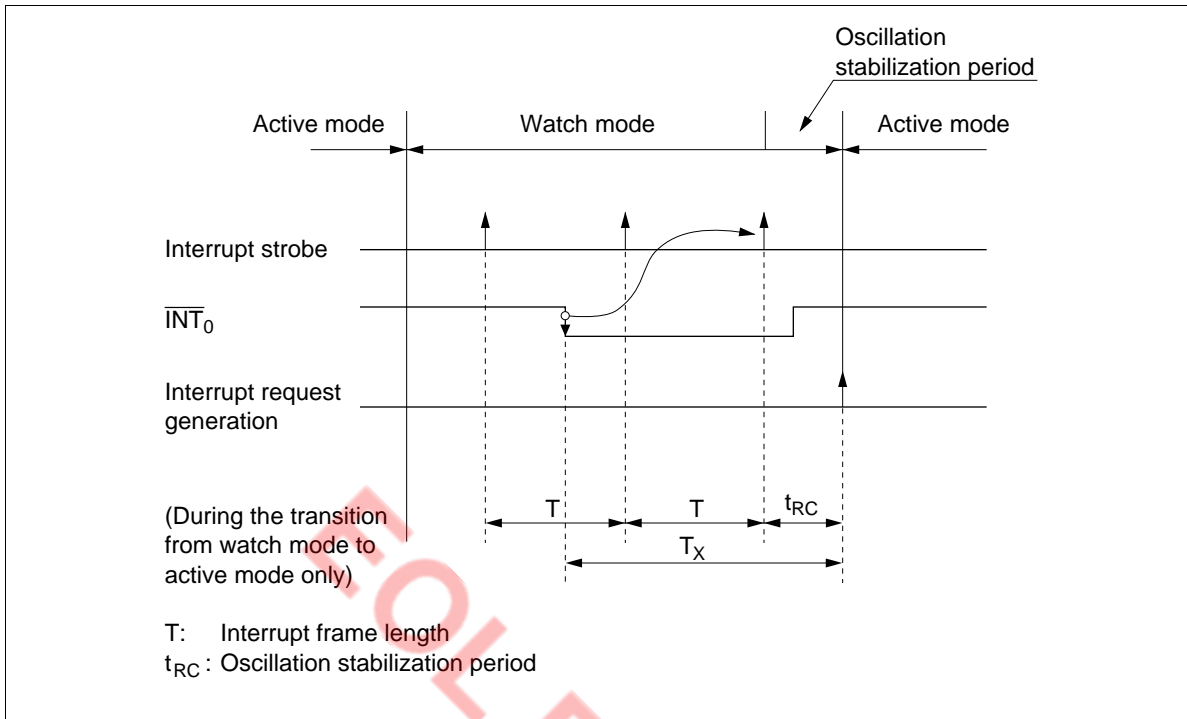 Oscillation
stabilization period
Active mode
Watch mode
Active mode
Interrupt strobe
INT0
Interrupt request
generation
(During the transition
from watch mode to
active mode only)
T
T
tRC
TX
T: Interrupt frame length
tRC : Oscillation stabilization period
EOL